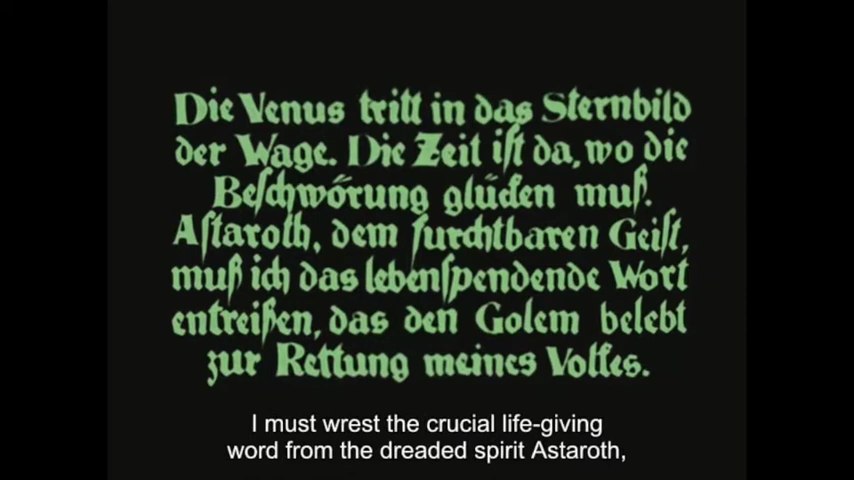 Die Venus tritt in das Sternbild
der Wage. Die Zeit iſt da, wo die
Beſchwörung glücken muß.
Aſtaroth, dem furchtbaren Geiſt,
muß ich das lebenſpendende Wort
entreißen, das den Golem belebt
zur Rettung meines Volkes.
I must wrest the crucial life-giving
word from the dreaded spirit Astaroth,